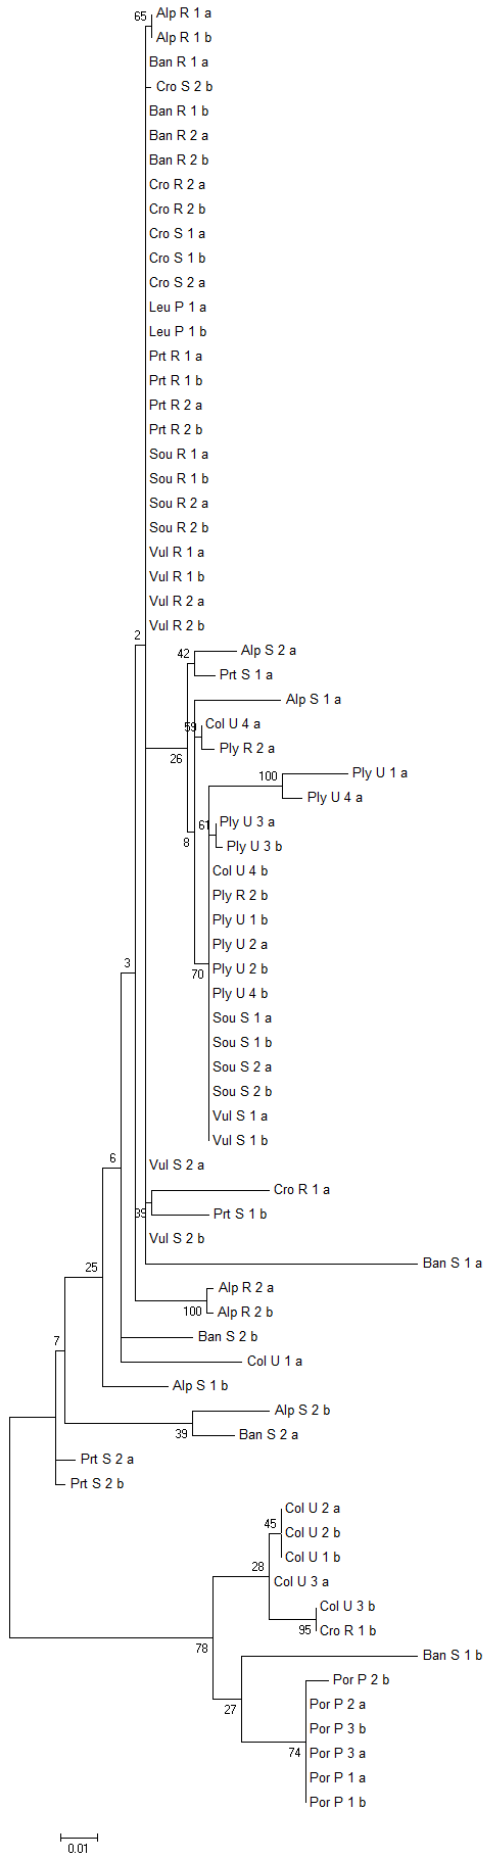 65
Alp R 1 a
Alp R 1 b
Ban R 1 a
Cro S 2 b
Ban R 1 b
Ban R 2 a
Ban R 2 b
Cro R 2 a
Cro R 2 b
Cro S 1 a
Cro S 1 b
Cro S 2 a
Leu P 1 a
Leu P 1 b
Prt R 1 a
Prt R 1 b
Prt R 2 a
Prt R 2 b
Sou R 1 a
Sou R 1 b
Sou R 2 a
Sou R 2 b
Vul R 1 a
Vul R 1 b
Vul R 2 a
Vul R 2 b
2
42
Alp S 2 a
Prt S 1 a
Alp S 1 a
59
Col U 4 a
Ply R 2 a
26
100
Ply U 1 a
Ply U 4 a
61
Ply U 3 a
Ply U 3 b
8
Col U 4 b
Ply R 2 b
Ply U 1 b
Ply U 2 a
Ply U 2 b
70
Ply U 4 b
3
Sou S 1 a
Sou S 1 b
Sou S 2 a
Sou S 2 b
Vul S 1 a
Vul S 1 b
6
Vul S 2 a
Cro R 1 a
39
Prt S 1 b
Vul S 2 b
Ban S 1 a
25
Alp R 2 a
100
Alp R 2 b
Ban S 2 b
7
Col U 1 a
Alp S 1 b
Alp S 2 b
39
Ban S 2 a
Prt S 2 a
Prt S 2 b
Col U 2 a
45
Col U 2 b
Col U 1 b
28
Col U 3 a
Col U 3 b
95
Cro R 1 b
78
Ban S 1 b
Por P 2 b
27
Por P 2 a
Por P 3 b
74
Por P 3 a
Por P 1 a
Por P 1 b
0.01